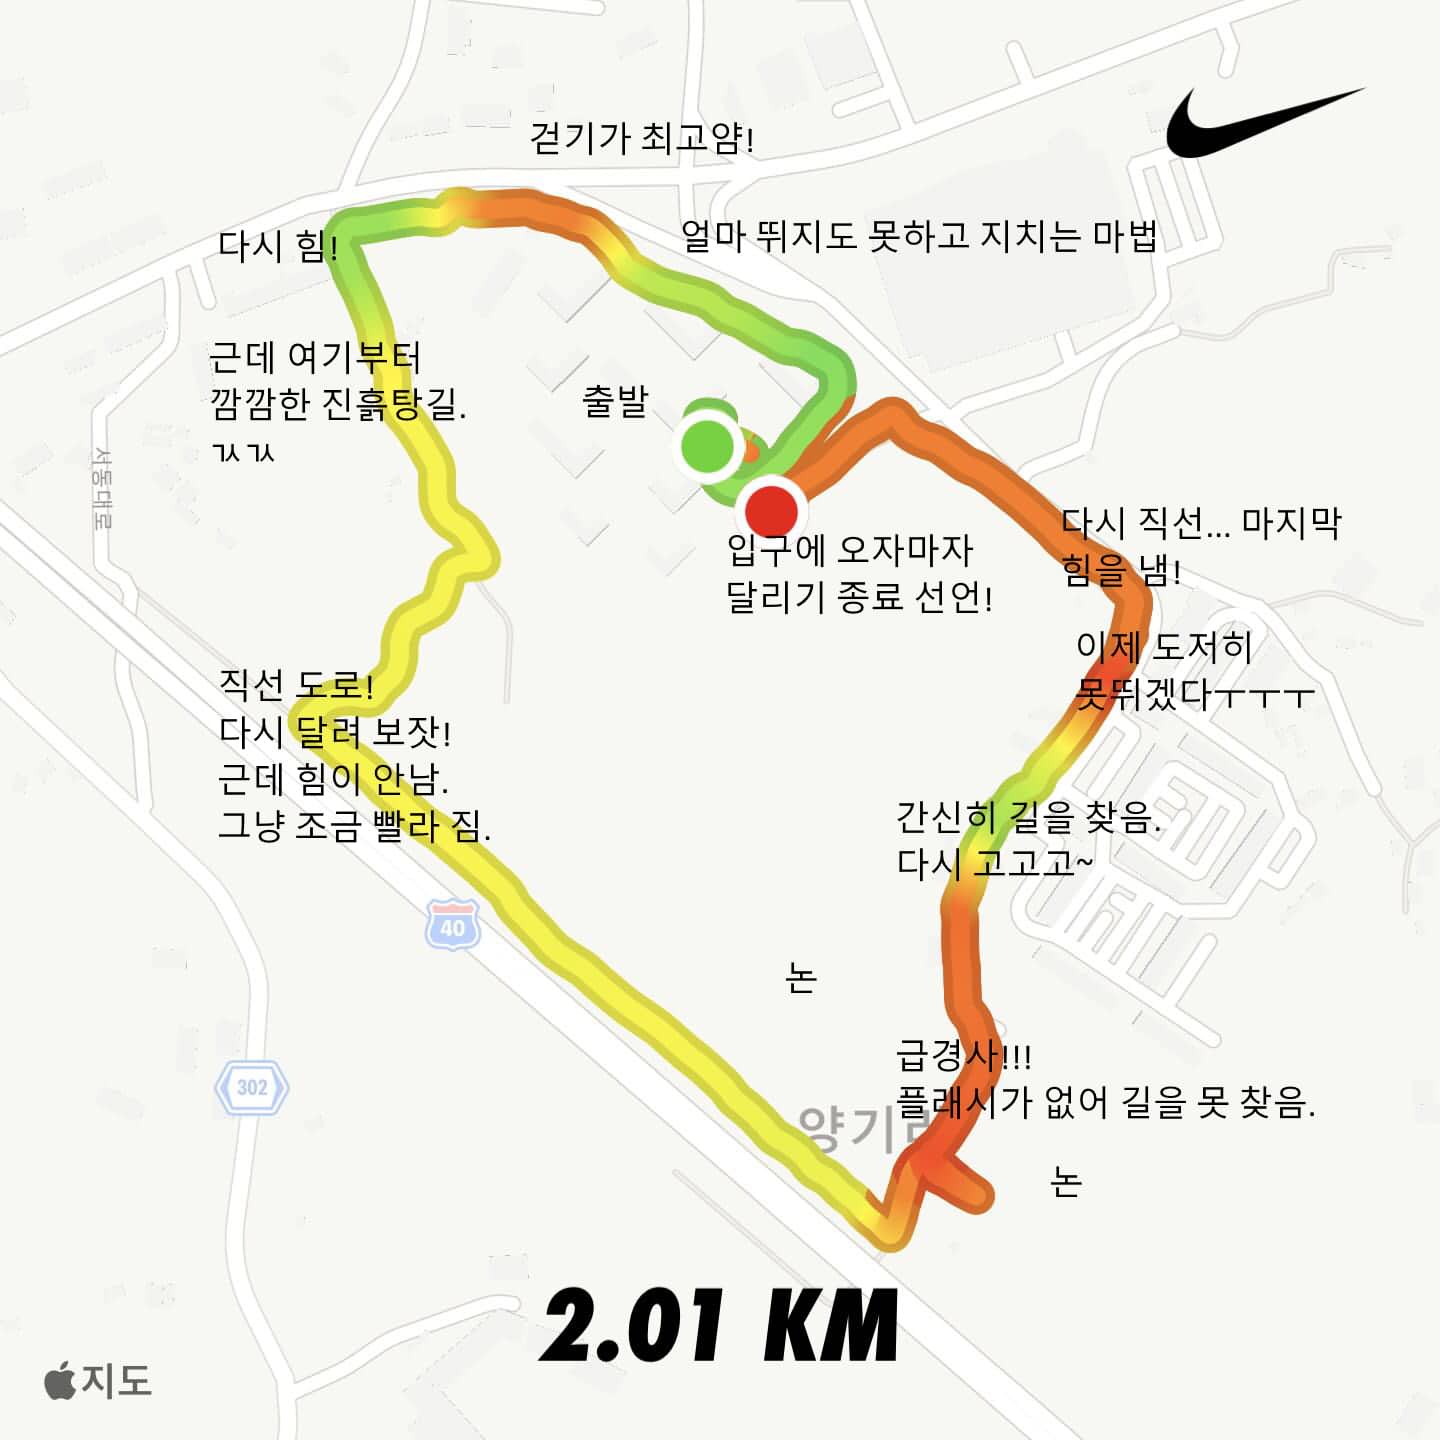 걷기가 최고얌!
얼마 뛰지도 못하고 지치는 마법
다시 힘!
근데 여기부터
깜깜한 진흙탕길.
ㄲㄲ
출발
서동대로
입구에 오자마자
달리기 종료 선언!
다시 직선... 마지막
힘을 냄!
이제 도저히
못뛰겠다ㅜㅜㅜ
직선 도로!
다시 달려 보잣!
근데 힘이 안남.
그냥 조금 빨라 짐.
간신히 길을 찾음.
다시 고고고~
40
논
급경사!!!
플래시가 없어 길을 못 찾음.
302
양기리
논
2.01 KM
지도